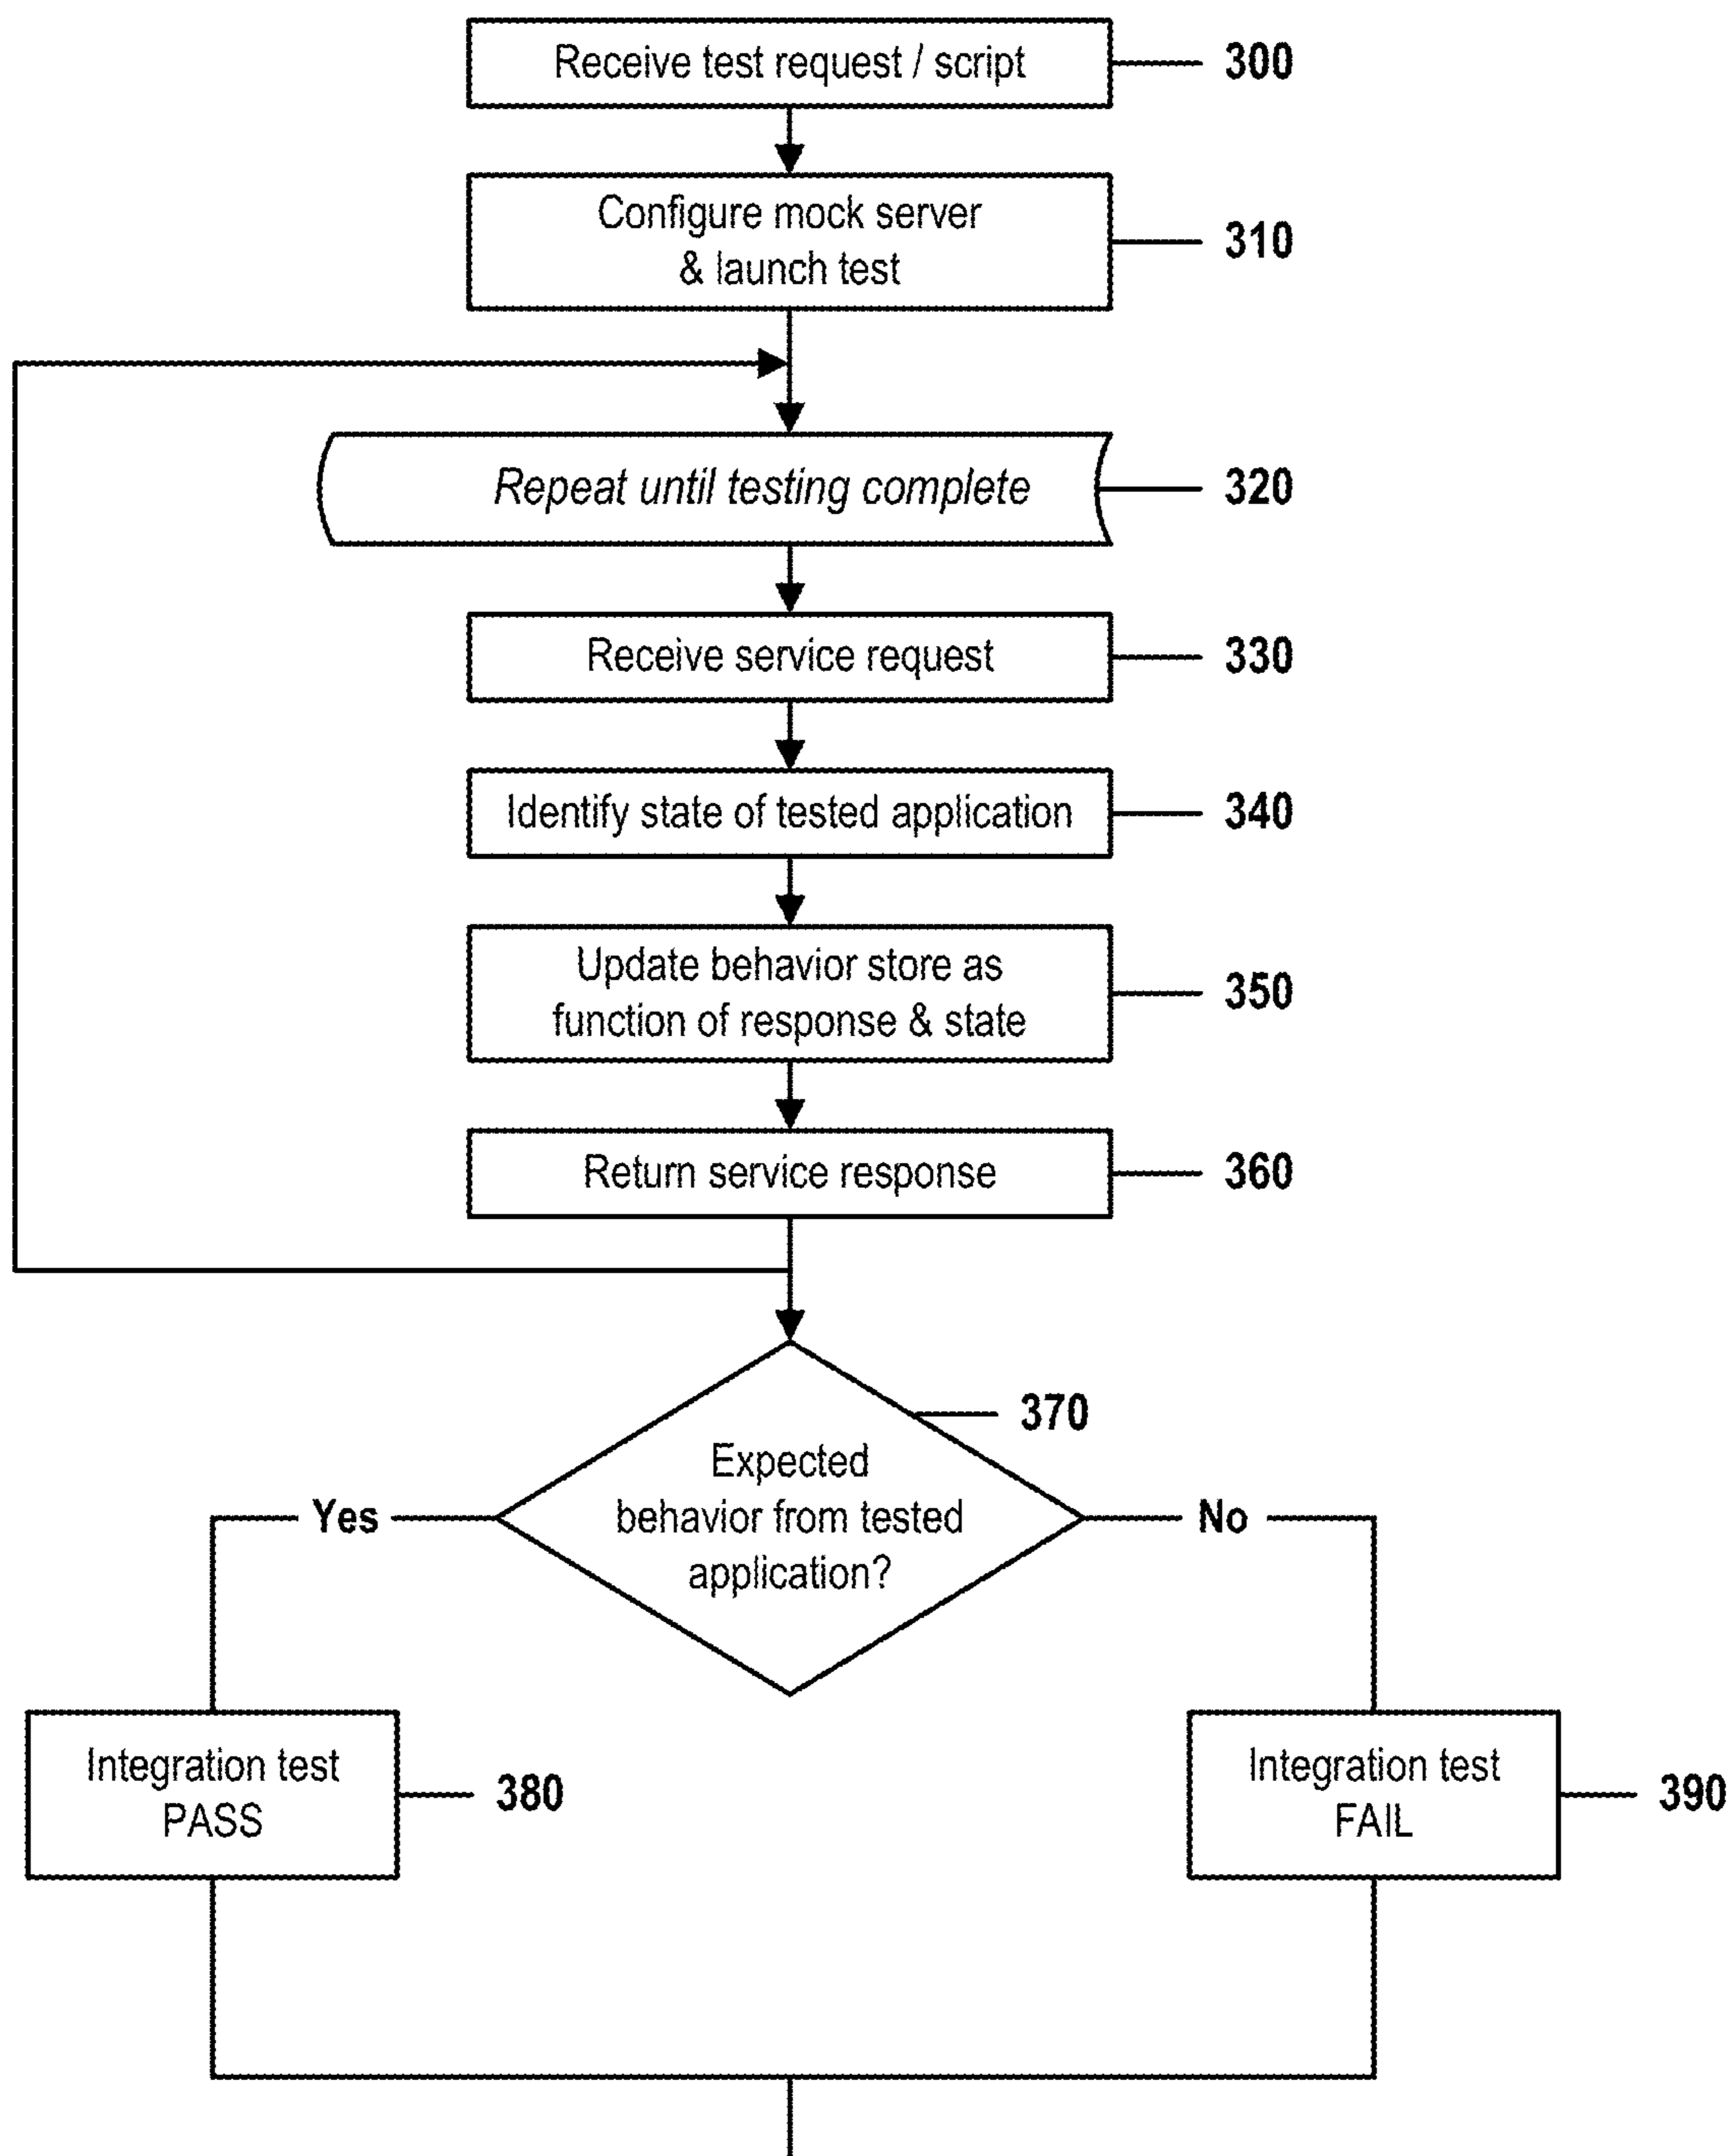 Receive test request / script
300
Configure mock server
& launch test
310
Repeat until testing complete
320
Receive service request
330
Identify state of tested application
340
Update behavior store as
function of response & state
350
Return service response
360
370
Expected
behavior from tested
application?
Yes
No
Integration test
PASS
380
Integration test
FAIL
390